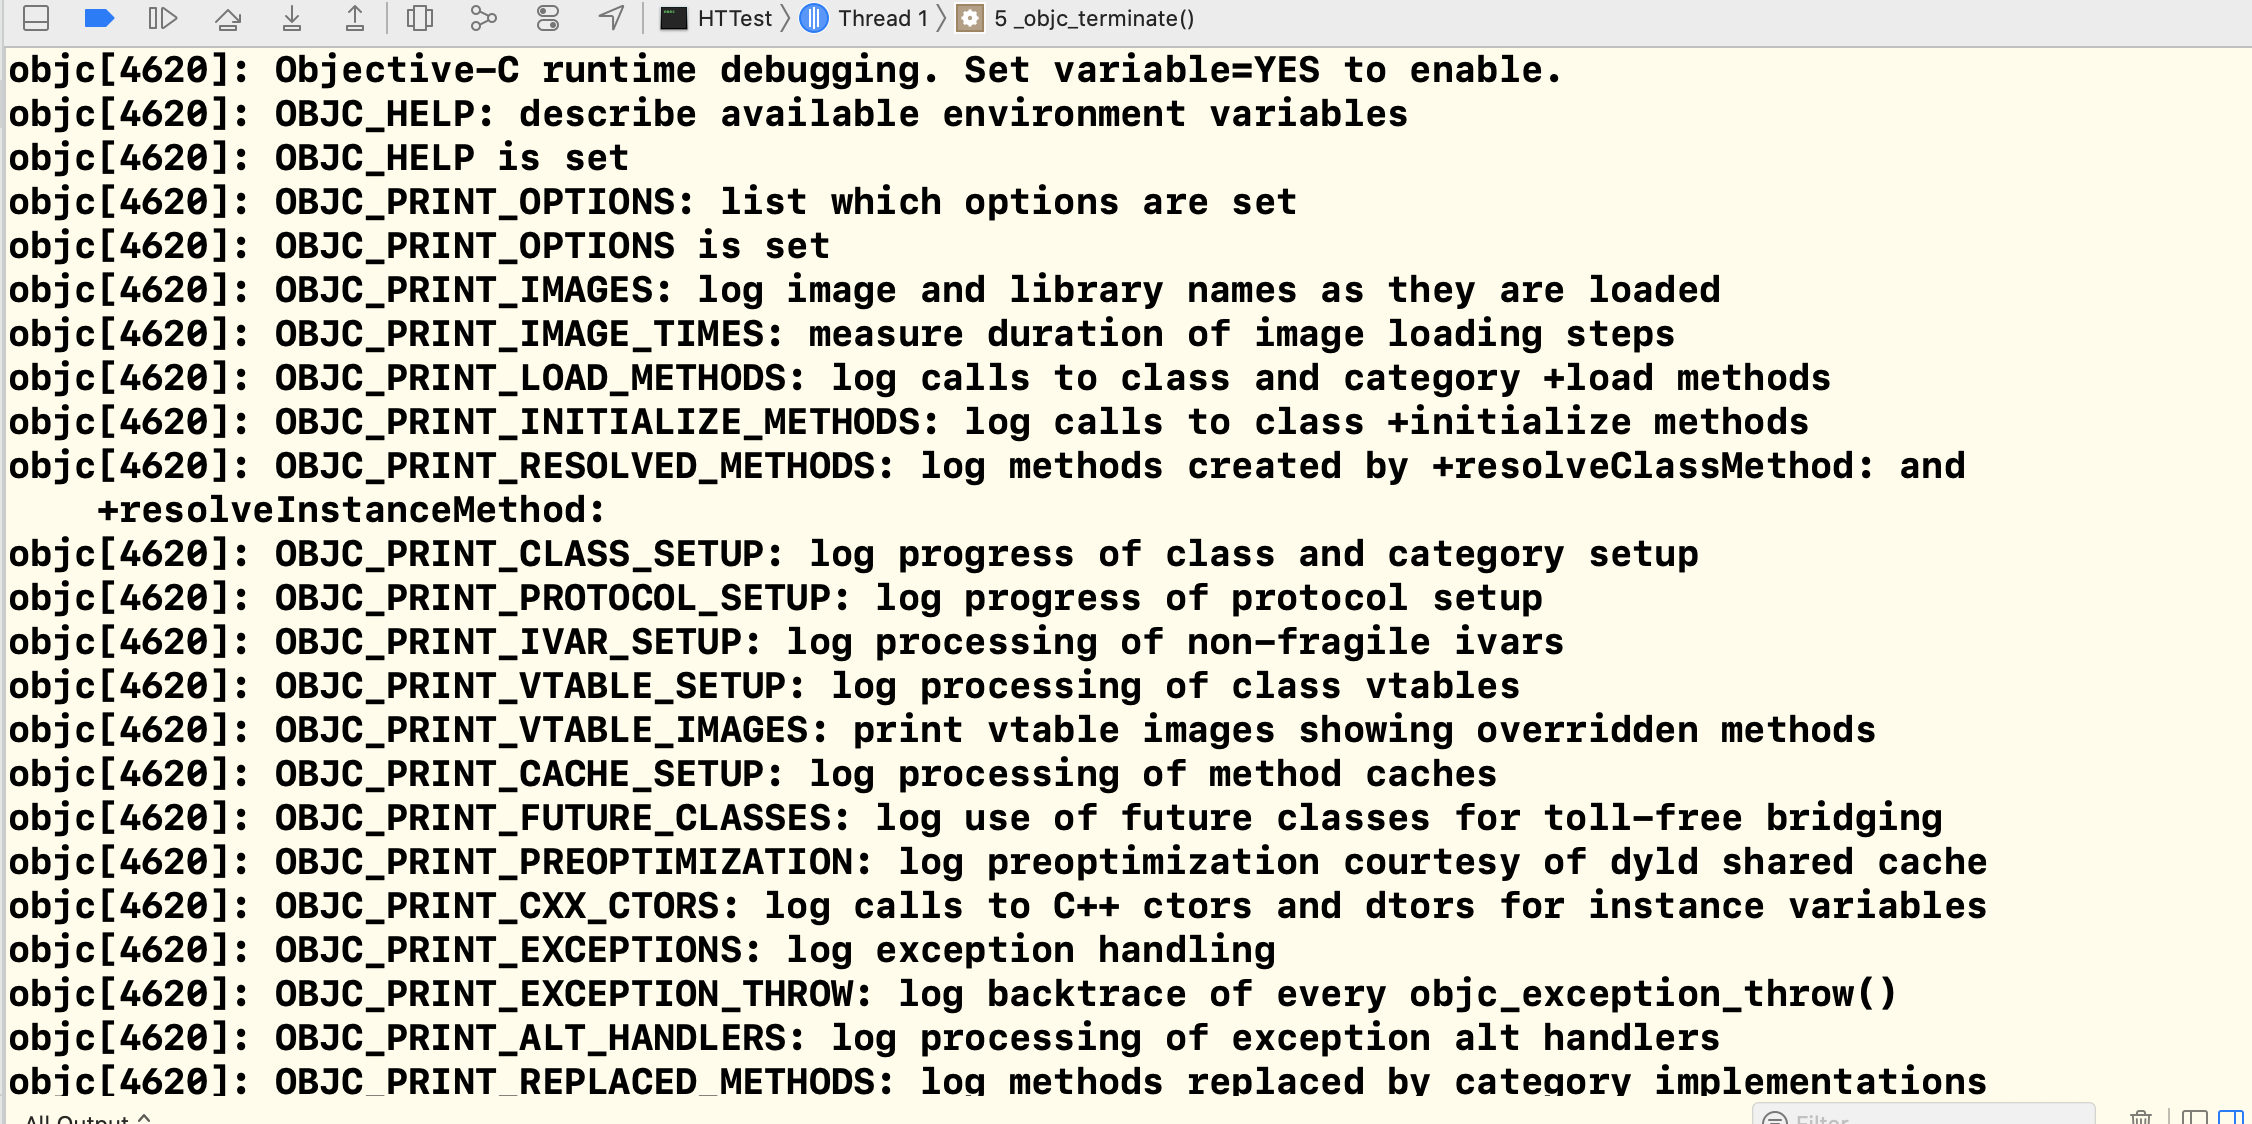 HTTest Thread 1 5 _objc_terminate()
objc[4620]: Objective-C runtime debugging. Set variable=YES to enable.
objc[4620]: OBJC_HELP: describe available environment variables
objc[4620]: OBJC_HELP is set
objc[4620]: OBJC_PRINT_OPTIONS: list which options are set
objc[4620]: OBJC_PRINT_OPTIONS is set
objc[4620]: OBJC_PRINT_IMAGES: log image and library names as they are loaded
objc[4620]: OBJC_PRINT_IMAGE_TIMES: measure duration of image loading steps
objc[4620]: OBJC_PRINT_LOAD_METHODS: log calls to class and category +load methods
objc[4620]: OBJC_PRINT_INITIALIZE_METHODS: log calls to class +initialize methods
objc[4620]: OBJC_PRINT_RESOLVED_METHODS: log methods created by +resolveClassMethod: and
+resolveInstanceMethod:
objc[4620]: OBJC_PRINT_CLASS_SETUP: log progress of class and category setup
objc[4620]: OBJC_PRINT_PROTOCOL_SETUP: log progress of protocol setup
objc[4620]: OBJC_PRINT_IVAR_SETUP: log processing of non-fragile ivars
objc[4620]: OBJC_PRINT_VTABLE_SETUP: log processing of class vtables
objc[4620]: OBJC_PRINT_VTABLE_IMAGES: print vtable images showing overridden methods
objc[4620]: OBJC_PRINT_CACHE_SETUP: log processing of method caches
objc[4620]: OBJC_PRINT_FUTURE_CLASSES: log use of future classes for toll-free bridging
objc[4620]: OBJC_PRINT_PREOPTIMIZATION: log preoptimization courtesy of dyld shared cache
objc[4620]: OBJC_PRINT_CXX_CTORS: log calls to C++ ctors and dtors for instance variables
objc[4620]: OBJC_PRINT_EXCEPTIONS: log exception handling
objc[4620]: OBJC_PRINT_EXCEPTION_THROW: log backtrace of every objc_exception_throw()
objc[4620]: OBJC_PRINT_ALT_HANDLERS: log processing of exception alt handlers
objc[4620]: OBJC_PRINT_REPLACED_METHODS: log methods replaced by category implementations
All Output Filter